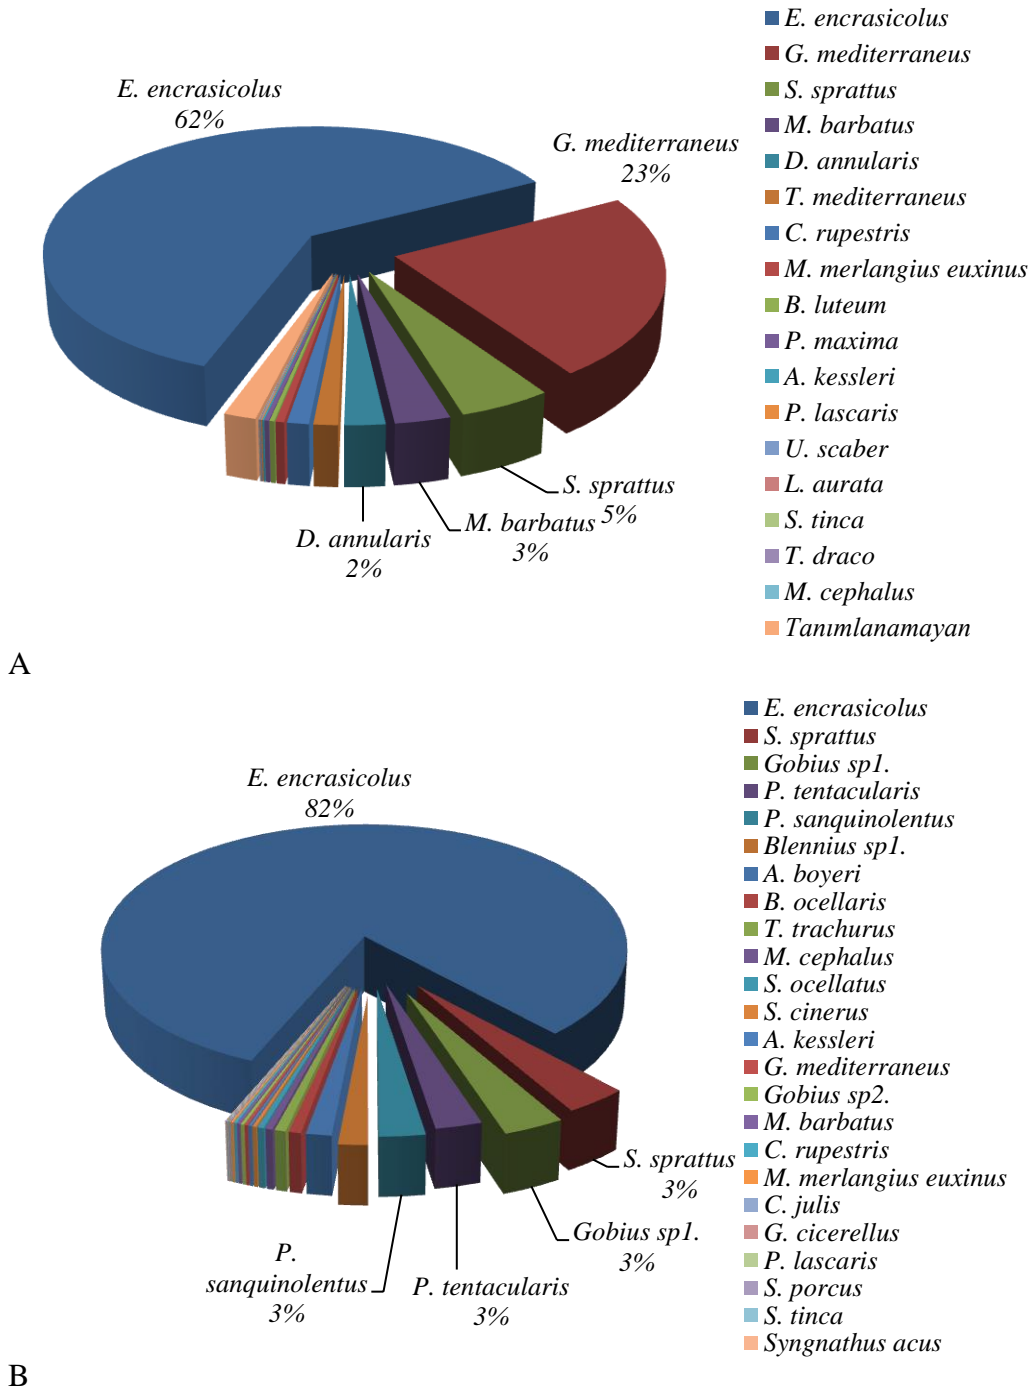 E. encrasicolus
62%
G. mediterraneus
23%
S. sprattus
5%
M. barbatus
3%
D. annularis
2%
E. encrasicolus
G. mediterraneus
S. sprattus
M. barbatus
D. annularis
T. mediterraneus
C. rupestris
M. merlangius euxinus
B. luteum
P. maxima
A. kessleri
P. lascaris
U. scaber
L. aurata
S. tinca
T. draco
M. cephalus
Tanımlanamayan
A
E. encrasicolus
82%
S. sprattus
3%
Gobius sp1.
3%
P. tentacularis
3%
P.
sanquinolentus
3%
E. encrasicolus
S. sprattus
Gobius sp1.
P. tentacularis
P. sanquinolentus
Blennius sp1.
A. boyeri
B. ocellaris
T. trachurus
M. cephalus
S. ocellatus
S. cinerus
A. kessleri
G. mediterraneus
Gobius sp2.
M. barbatus
C. rupestris
M. merlangius euxinus
C. julis
G. cicerellus
P. lascaris
S. porcus
S. tinca
Syngnathus acus
B